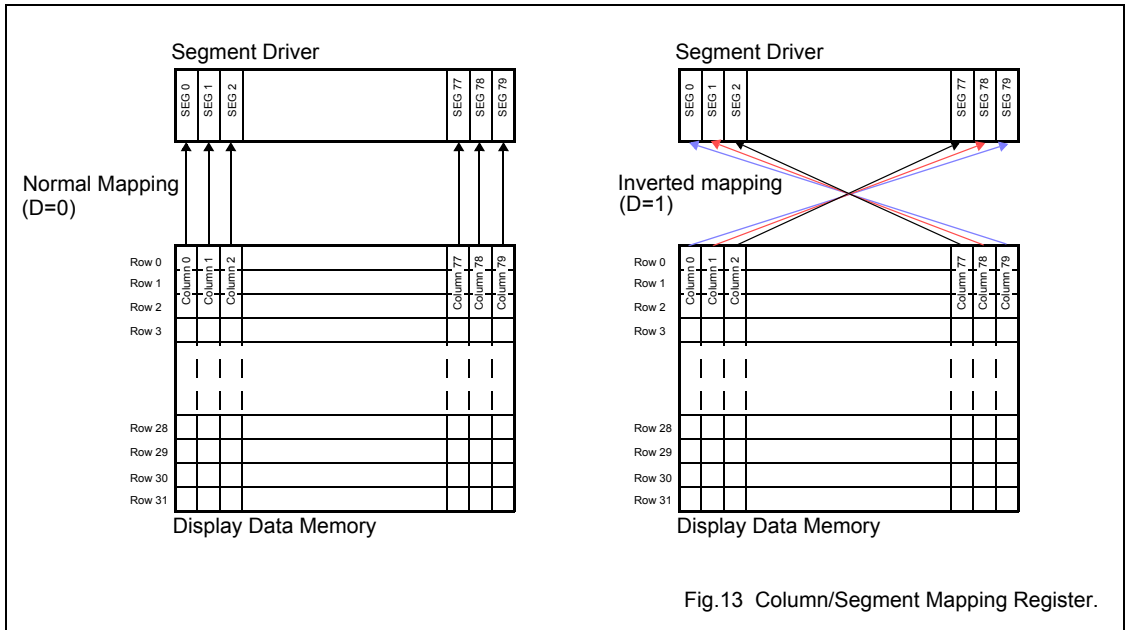 Segment Driver
SEG 0
SEG 1
SEG 2
SEG 77
SEG 78
SEG 79
Normal Mapping
(D=0)
Row 0
Row 1
Row 2
Row 3
Column 0
Column 1
Column 2
Column 77
Column 78
Column 79
Row 28
Row 29
Row 30
Row 31
Display Data Memory
Segment Driver
SEG 0
SEG 1
SEG 2
SEG 77
SEG 78
SEG 79
Inverted mapping
(D=1)
Row 0
Row 1
Row 2
Row 3
Column 0
Column 1
Column 2
Column 77
Column 78
Column 79
Row 28
Row 29
Row 30
Row 31
Display Data Memory
Fig.13 Column/Segment Mapping Register.